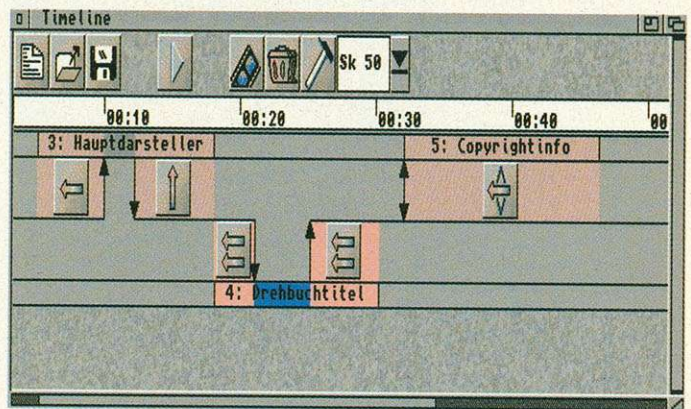 Timeline
Sk 50
00:10 00:20 00:30 00:40 00
3: Hauptdarsteller 5: Copyrightinfo
4: Drehbuchtitel